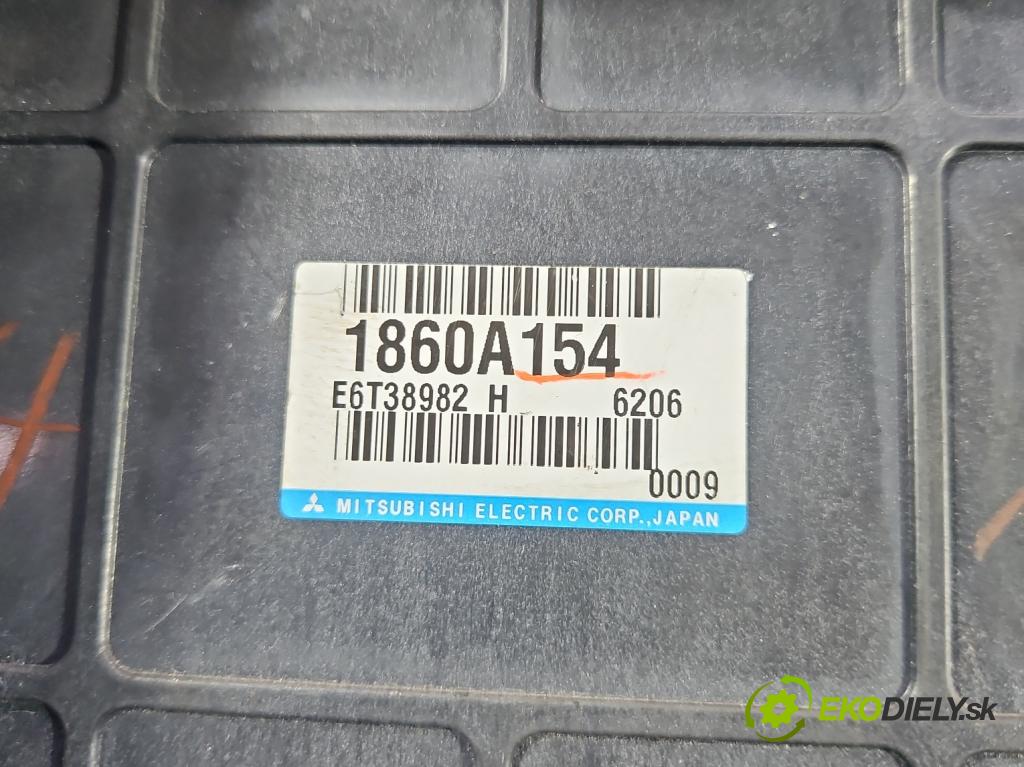 1860A154
E6T38982 H 6206
0009
MITSUBISHI ELECTRIC CORP.,JAPAN
EKODIELY.sk